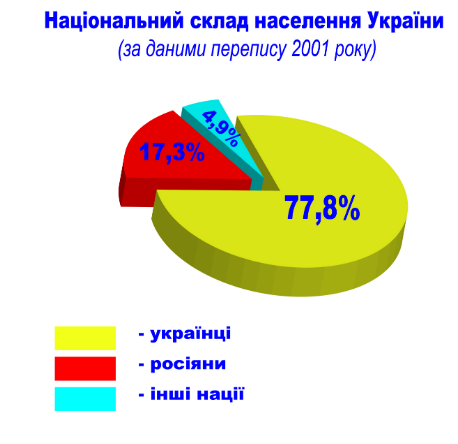 Національний склад населення України
(за даними перепису 2001 року)
4,9%
17,3%
77,8%
- українці
- росіяни
- інші нації